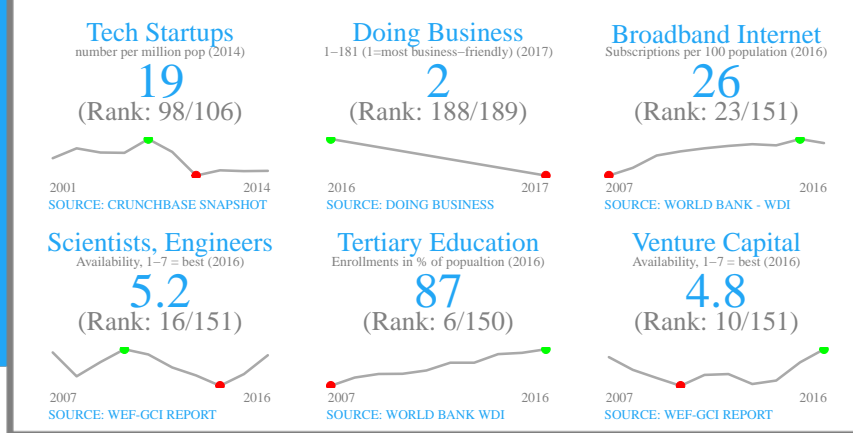 Tech Startups
number per million pop (2014)
19
(Rank: 98/106)
2001 2014
SOURCE: CRUNCHBASE SNAPSHOT
Doing Business
1−181 (1=most business−friendly) (2017)
2
(Rank: 188/189)
2016 2017
SOURCE: DOING BUSINESS
Broadband Internet
Subscriptions per 100 population (2016)
26
(Rank: 23/151)
2007 2016
SOURCE: WORLD BANK - WDI
Scientists, Engineers
Availability, 1−7 = best (2016)
5.2
(Rank: 16/151)
2007 2016
SOURCE: WEF-GCI REPORT
Tertiary Education
Enrollments in % of popualtion (2016)
87
(Rank: 6/150)
2007 2016
SOURCE: WORLD BANK WDI
Venture Capital
Availability, 1−7 = best (2016)
4.8
(Rank: 10/151)
2007 2016
SOURCE: WEF-GCI REPORT